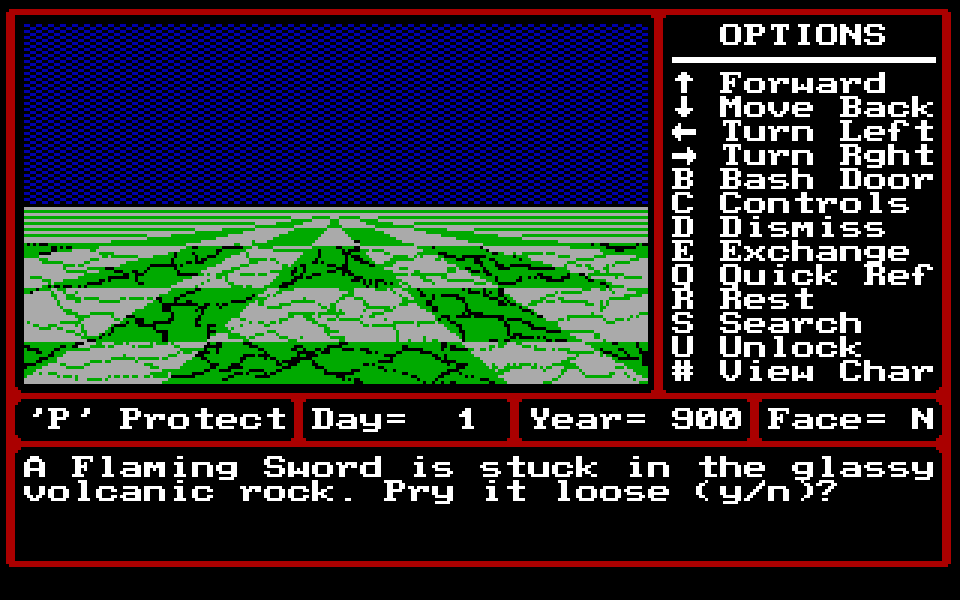 OPTIONS
↑ Forward
↓ Move Back
← Turn Left
→ Turn Rght
B Bash Door
C Controls
D Dismiss
E Exchange
Q Quick Ref
R Rest
S Search
U Unlock
# View Char
'P' Protect
Day= 1
Year= 900
Face= N
A Flaming Sword is stuck in the glassy
volcanic rock. Pry it loose (y/n)?